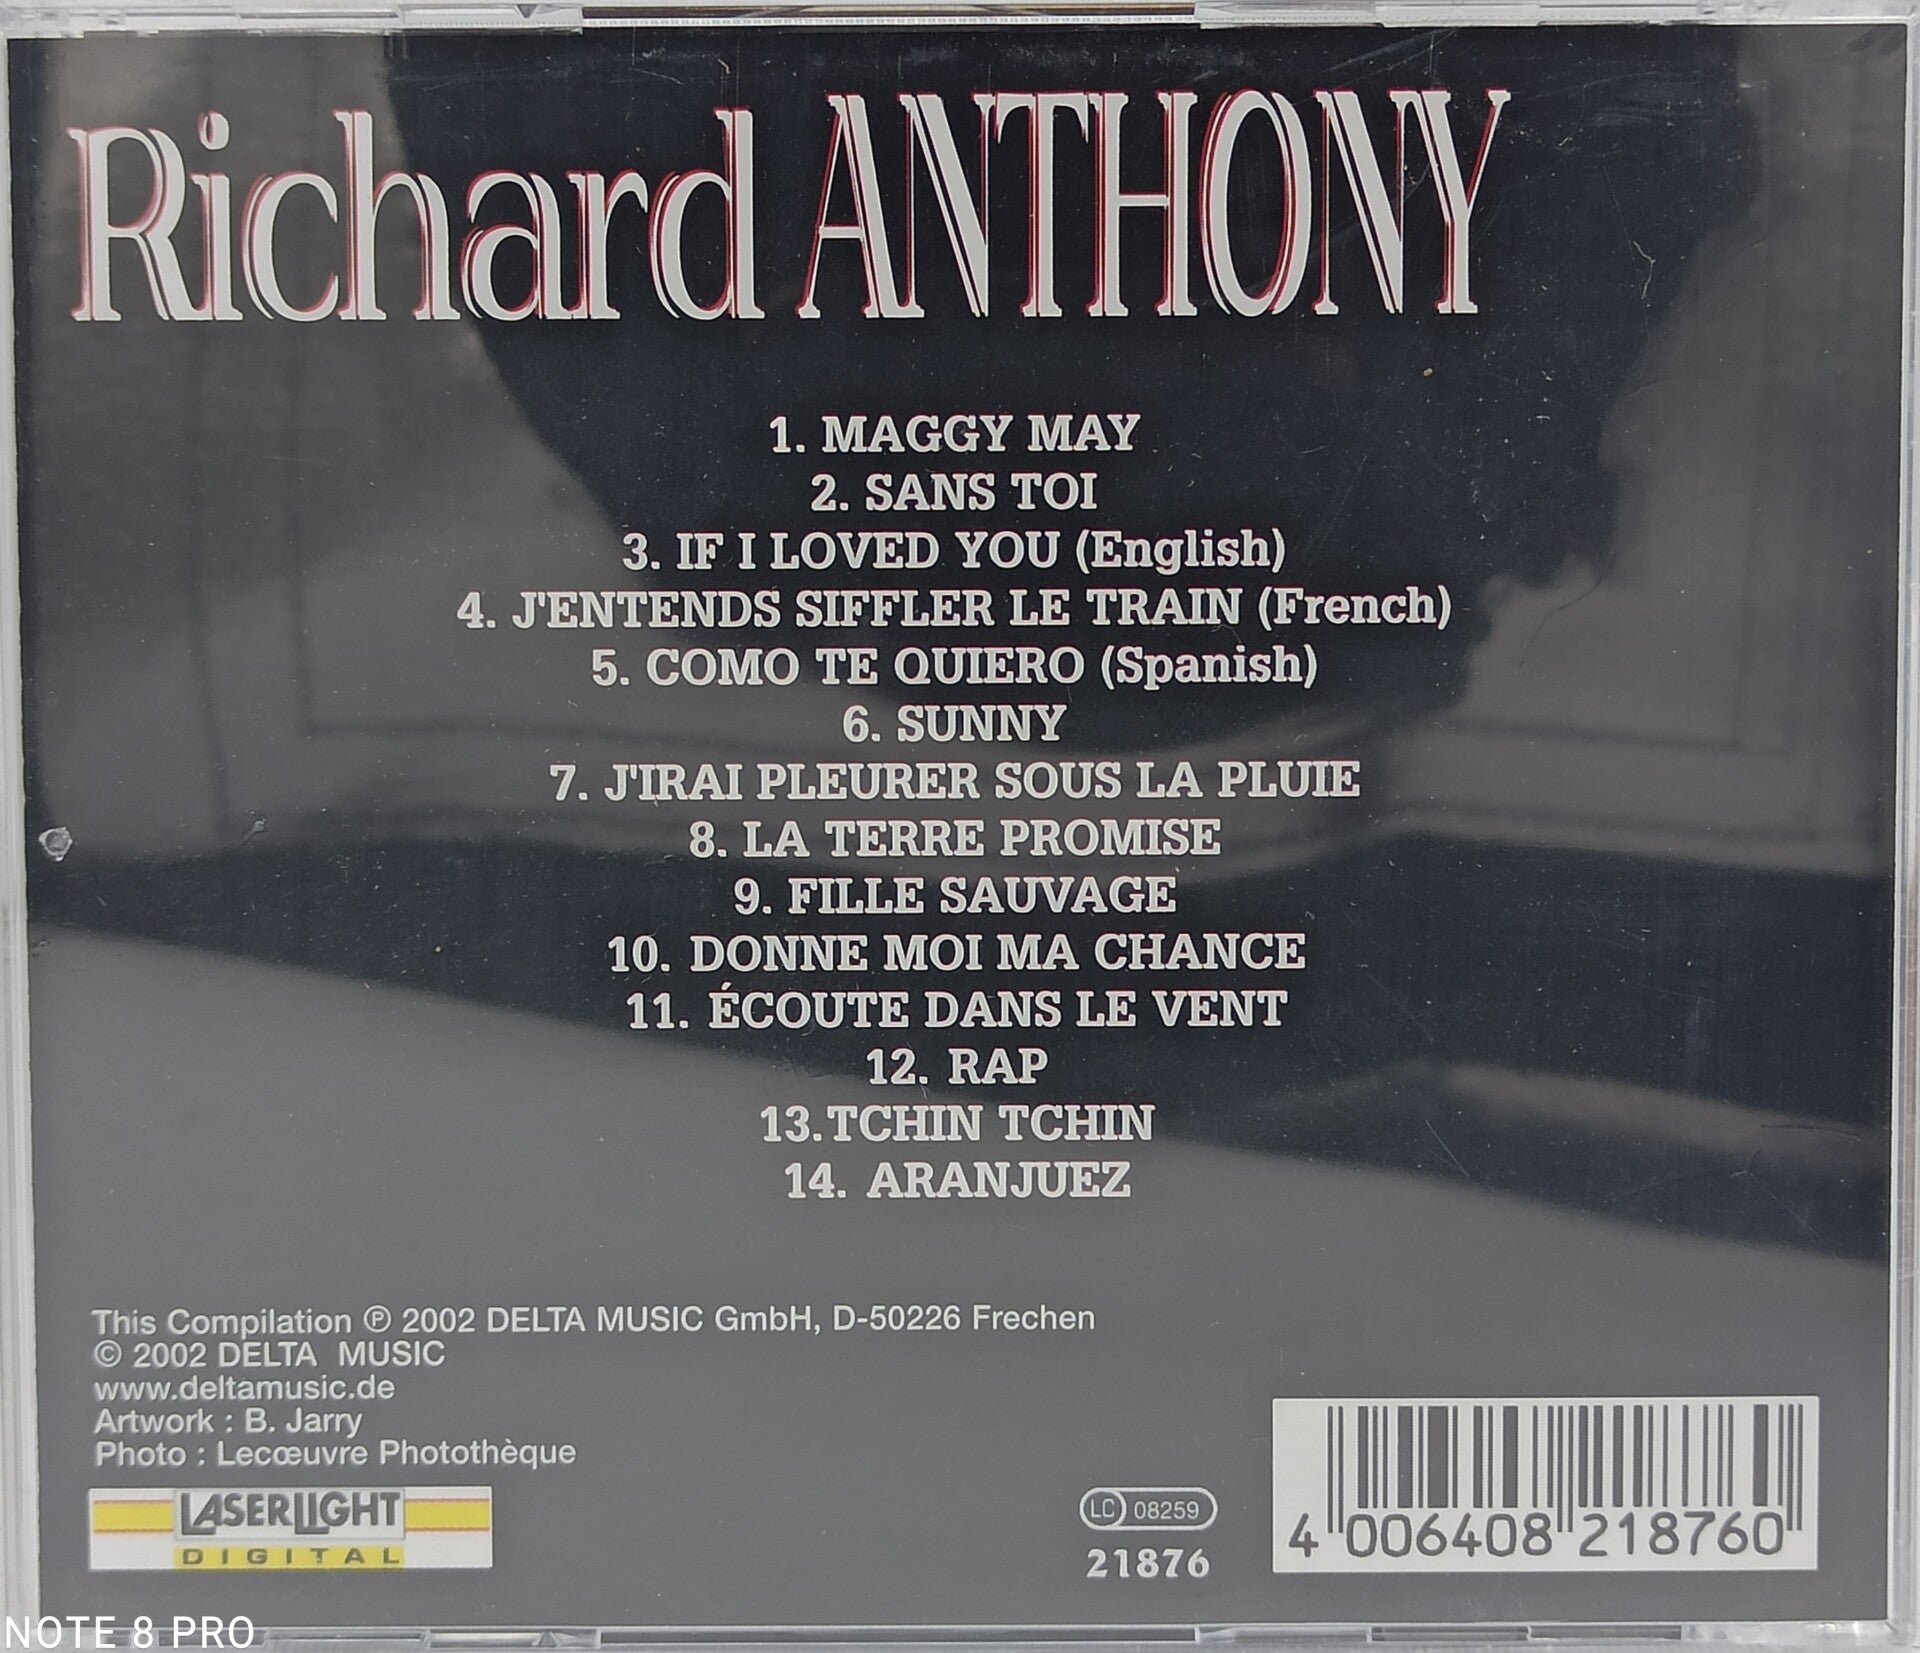 Richard ANTHONY
1. MAGGY MAY
2. SANS TOI
3. IF I LOVED YOU (English)
4. J'ENTENDS SIFFLER LE TRAIN (French)
5. COMO TE QUIERO (Spanish)
6. SUNNY
7. J'IRAI PLEURER SOUS LA PLUIE
8. LA TERRE PROMISE
9. FILLE SAUVAGE
10. DONNE MOI MA CHANCE
11. ÉCOUTE DANS LE VENT
12. RAP
13.TCHIN TCHIN
14. ARANJUEZ
This Compilation ℗ 2002 DELTA MUSIC GmbH, D-50226 Frechen
© 2002 DELTA MUSIC
www.deltamusic.de
Artwork : B. Jarry
Photo : Lecœuvre Photothèque
LASERLIGHT
DIGITAL
LC 08259
21876
4 006408 218760
NOTE 8 PRO